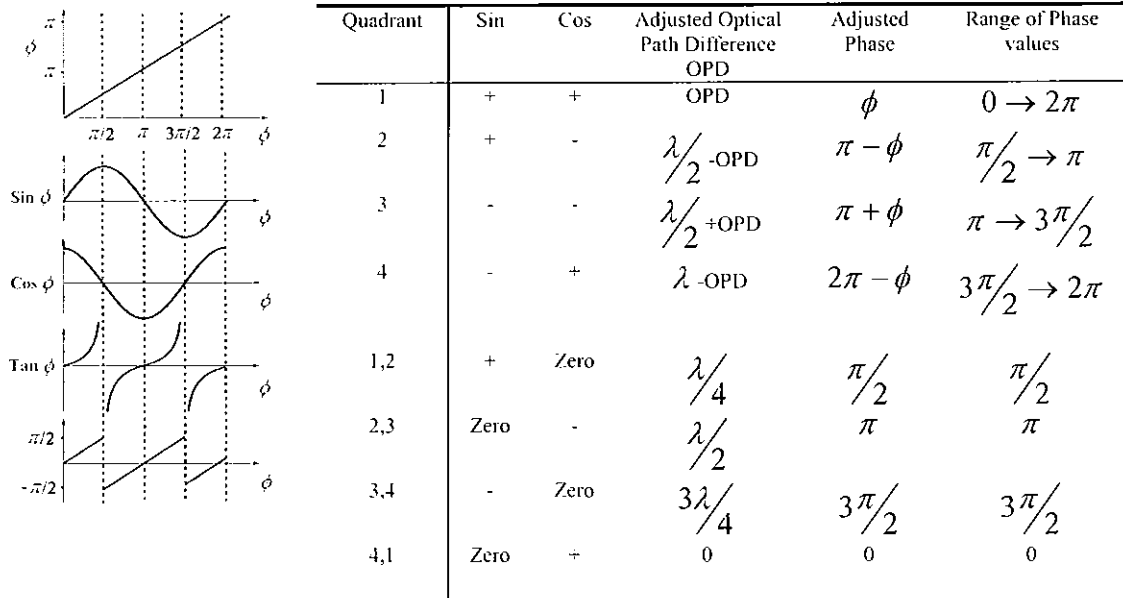 π
φ
π
π/2 π 3π/2 2π φ
Sin φ
φ
Cos φ
φ
Tan φ
φ
π/2
-π/2
φ
Quadrant Sin Cos Adjusted Optical Adjusted Range of Phase
Path Difference Phase values
OPD
1 + + OPD φ 0 → 2π
2 + - λ/2 -OPD π − φ π/2 → π
3 - - λ/2 +OPD π + φ π → 3π/2
4 - + λ -OPD 2π − φ 3π/2 → 2π
1,2 + Zero λ/4 π/2 π/2
2,3 Zero - λ/2 π π
3,4 - Zero 3λ/4 3π/2 3π/2
4,1 Zero + 0 0 0